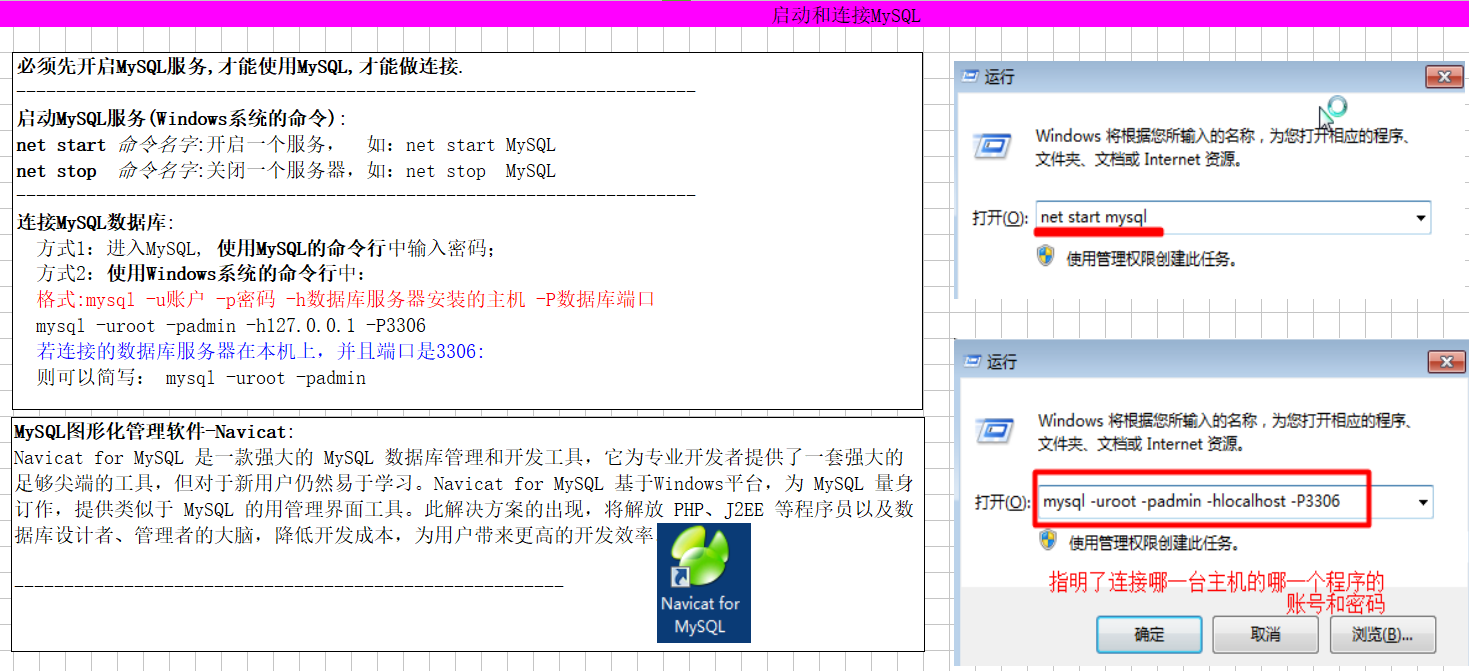 启动和连接MySQL
必须先开启MySQL服务,才能使用MySQL,才能做连接.
--------------------------------------------------------------------
启动MySQL服务(Windows系统的命令):
net start 命令名字:开启一个服务， 如：net start MySQL
net stop 命令名字:关闭一个服务器，如：net stop MySQL
--------------------------------------------------------------------
连接MySQL数据库:
方式1：进入MySQL, 使用MySQL的命令行中输入密码；
方式2：使用Windows系统的命令行中：
格式:mysql -u账户 -p密码 -h数据库服务器安装的主机 -P数据库端口
mysql -uroot -padmin -h127.0.0.1 -P3306
若连接的数据库服务器在本机上，并且端口是3306:
则可以简写： mysql -uroot -padmin
MySQL图形化管理软件-Navicat:
Navicat for MySQL 是一款强大的 MySQL 数据库管理和开发工具，它为专业开发者提供了一套强大的
足够尖端的工具，但对于新用户仍然易于学习。Navicat for MySQL 基于Windows平台，为 MySQL 量身
订作，提供类似于 MySQL 的用管理界面工具。此解决方案的出现，将解放 PHP、J2EE 等程序员以及数
据库设计者、管理者的大脑，降低开发成本，为用户带来更高的开发效率
-------------------------------------------------------
Navicat for
MySQL
运行
Windows 将根据您所输入的名称，为您打开相应的程序、
文件夹、文档或 Internet 资源。
打开(O): net start mysql
使用管理权限创建此任务。
运行
Windows 将根据您所输入的名称，为您打开相应的程序、
文件夹、文档或 Internet 资源。
打开(O): mysql -uroot -padmin -hlocalhost -P3306
使用管理权限创建此任务。
指明了连接哪一台主机的哪一个程序的
账号和密码
确定 取消 浏览(B)...